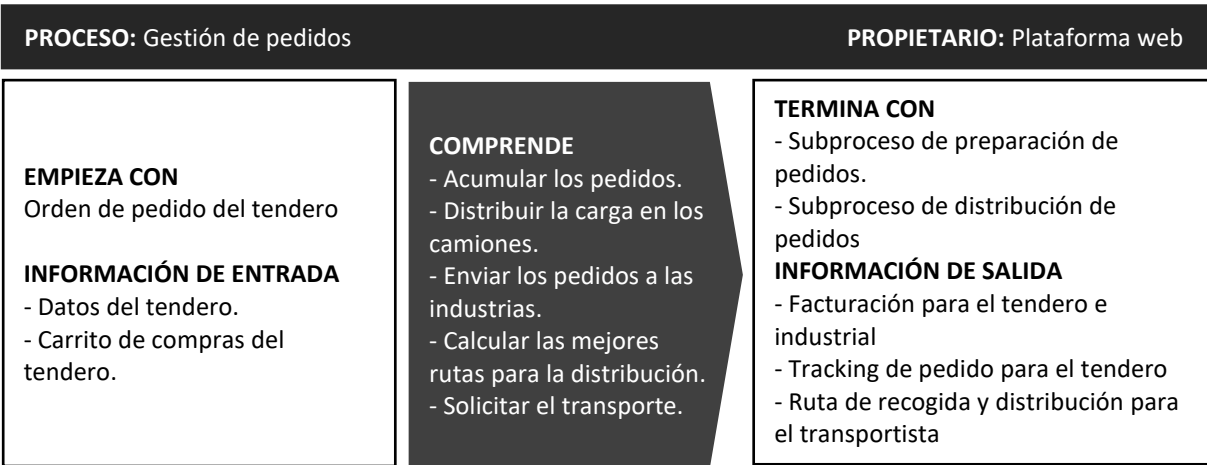 PROCESO: Gestión de pedidos
PROPIETARIO: Plataforma web
EMPIEZA CON
Orden de pedido del tendero
INFORMACIÓN DE ENTRADA
- Datos del tendero.
- Carrito de compras del
tendero.
COMPRENDE
- Acumular los pedidos.
- Distribuir la carga en los
camiones.
- Enviar los pedidos a las
industrias.
- Calcular las mejores
rutas para la distribución.
- Solicitar el transporte.
TERMINA CON
- Subproceso de preparación de
pedidos.
- Subproceso de distribución de
pedidos
INFORMACIÓN DE SALIDA
- Facturación para el tendero e
industrial
- Tracking de pedido para el tendero
- Ruta de recogida y distribución para
el transportista